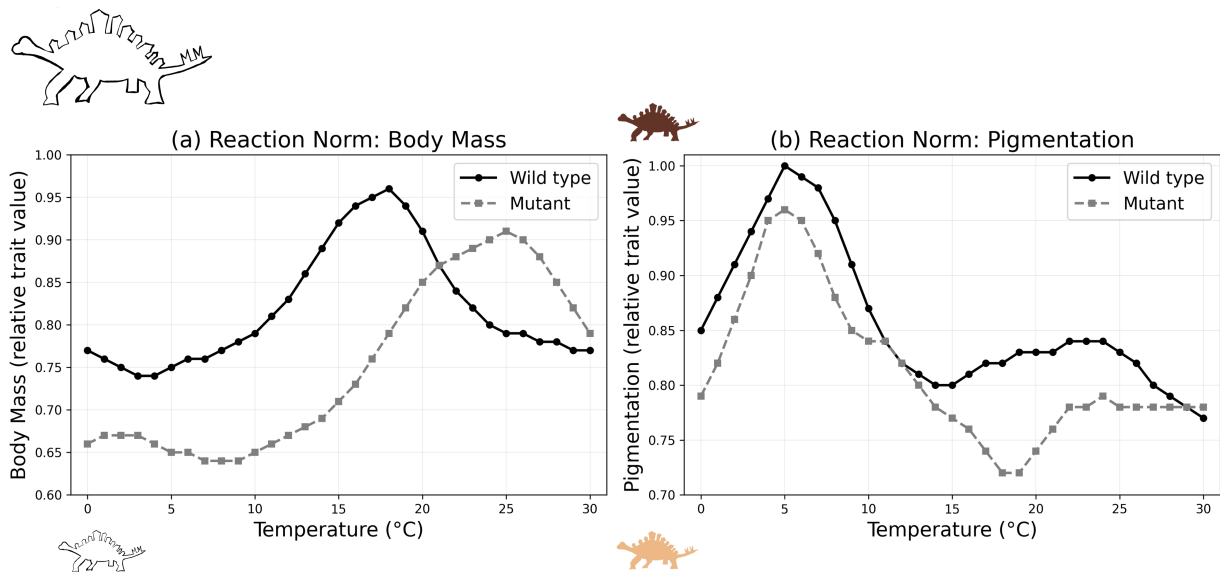 (a) Reaction Norm: Body Mass
Body Mass (relative trait value)
1.00
0.95
0.90
0.85
0.80
0.75
0.70
0.65
0.60
Wild type
Mutant
0 5 10 15 20 25 30
Temperature (°C)
(b) Reaction Norm: Pigmentation
Pigmentation (relative trait value)
1.00
0.95
0.90
0.85
0.80
0.75
0.70
Wild type
Mutant
0 5 10 15 20 25 30
Temperature (°C)